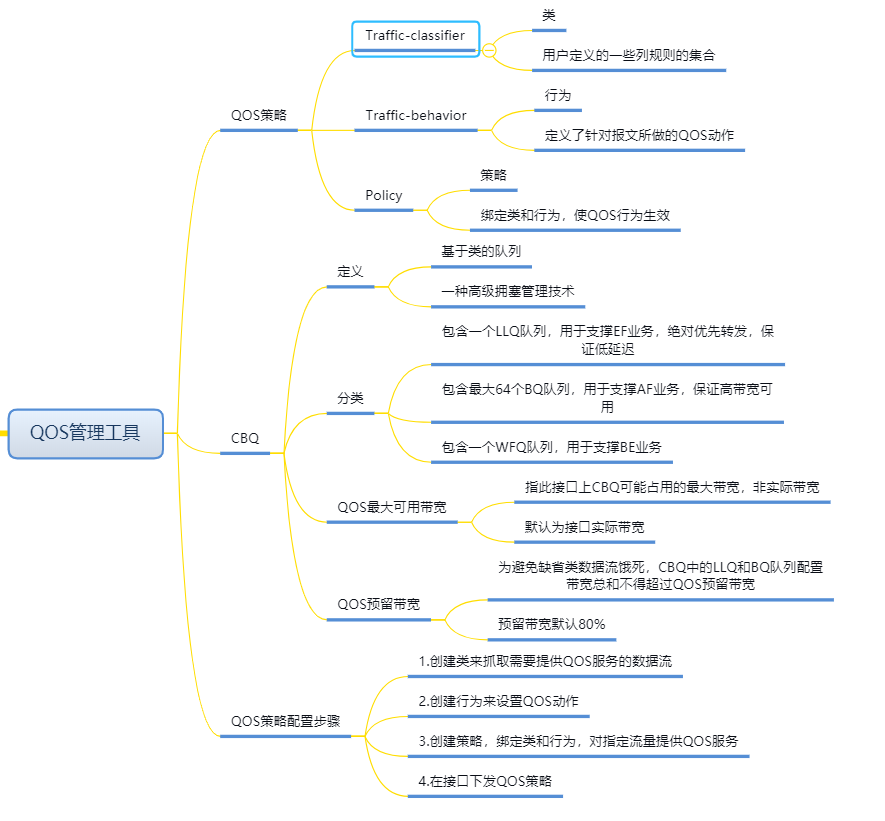 QOS管理工具
QOS策略
Traffic-classifier
类
用户定义的一些列规则的集合
Traffic-behavior
行为
定义了针对报文所做的QOS动作
Policy
策略
绑定类和行为，使QOS行为生效
CBQ
定义
基于类的队列
一种高级拥塞管理技术
分类
包含一个LLQ队列，用于支撑EF业务，绝对优先转发，保
证低延迟
包含最大64个BQ队列，用于支撑AF业务，保证高带宽可
用
包含一个WFQ队列，用于支撑BE业务
QOS最大可用带宽
指此接口上CBQ可能占用的最大带宽，非实际带宽
默认为接口实际带宽
QOS预留带宽
为避免缺省类数据流饿死，CBQ中的LLQ和BQ队列配置
带宽总和不得超过QOS预留带宽
预留带宽默认80%
QOS策略配置步骤
1.创建类来抓取需要提供QOS服务的数据流
2.创建行为来设置QOS动作
3.创建策略，绑定类和行为，对指定流量提供QOS服务
4.在接口下发QOS策略